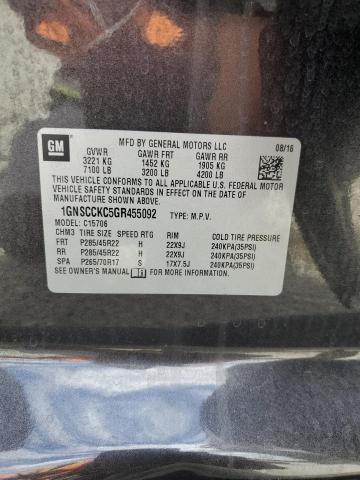 GM
MFD BY GENERAL MOTORS LLC 08/16
GVWR GAWR FRT GAWR RR
3221 KG 1452 KG 1905 KG
7100 LB 3200 LB 4200 LB
THIS VEHICLE CONFORMS TO ALL APPLICABLE U.S. FEDERAL MOTOR
VEHICLE SAFETY STANDARDS IN EFFECT ON THE DATE OF
MANUFACTURE SHOWN ABOVE.
1GNSCCKC5GR455092 TYPE: M.P.V.
MODEL: C15706
CHM3 TIRE SIZE SPEED RTG RIM COLD TIRE PRESSURE
FRT P285/45R22 H 22X9J 240KPA(35PSI)
RR P285/45R22 H 22X9J 240KPA(35PSI)
SPA P265/70R17 S 17X7.5J 240KPA(35PSI)
SEE OWNER'S MANUAL FOR MORE INFORMATION